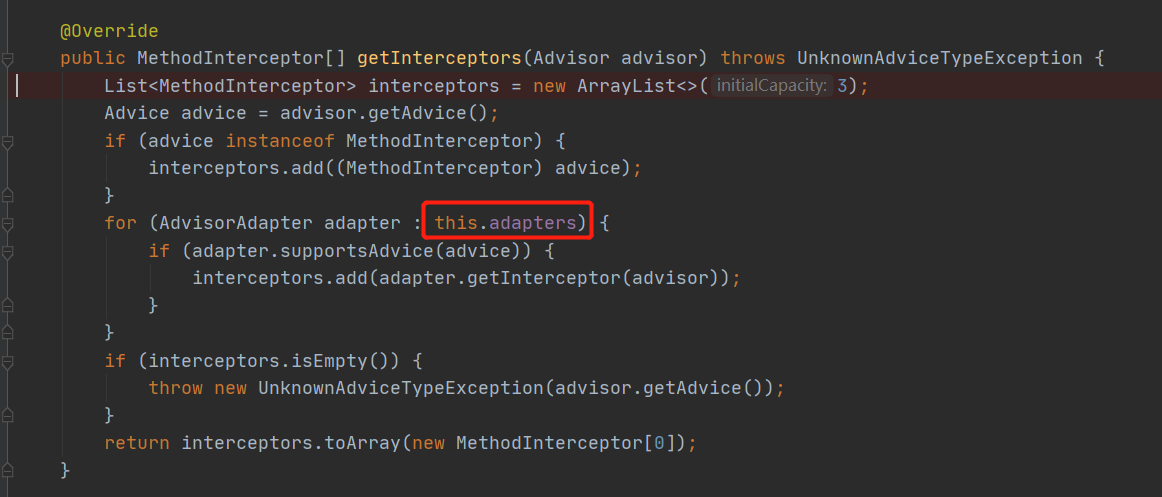 @Override
public MethodInterceptor[] getInterceptors(Advisor advisor) throws UnknownAdviceTypeException {
    List<MethodInterceptor> interceptors = new ArrayList<>( initialCapacity: 3);
    Advice advice = advisor.getAdvice();
    if (advice instanceof MethodInterceptor) {
        interceptors.add((MethodInterceptor) advice);
    }
    for (AdvisorAdapter adapter : this.adapters) {
        if (adapter.supportsAdvice(advice)) {
            interceptors.add(adapter.getInterceptor(advisor));
        }
    }
    if (interceptors.isEmpty()) {
        throw new UnknownAdviceTypeException(advisor.getAdvice());
    }
    return interceptors.toArray(new MethodInterceptor[0]);
}